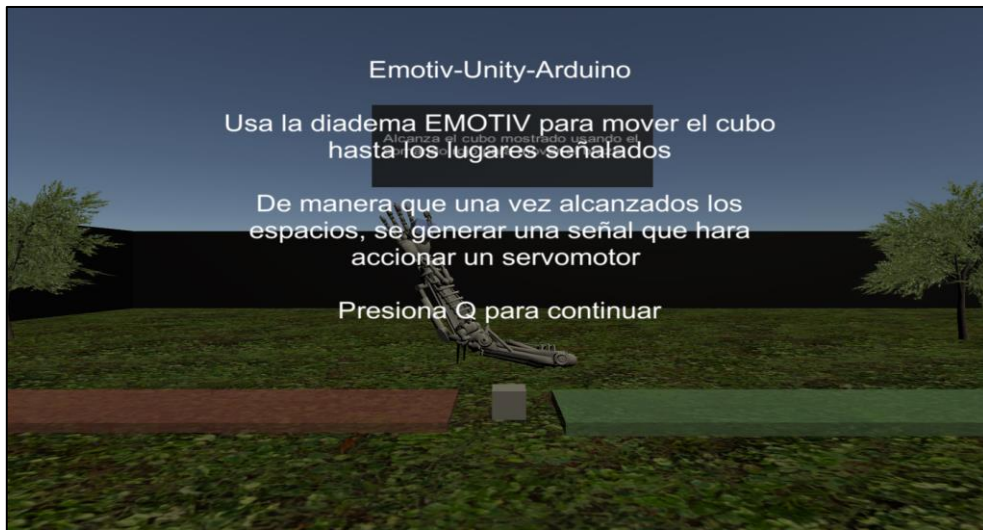 Emotiv-Unity-Arduino
Usa la diadema EMOTIV para mover el cubo
Alcanza el cubo mostrado usando el
hasta los lugares señalados
De manera que una vez alcanzados los
espacios, se generar una señal que hara
accionar un servomotor
Presiona Q para continuar